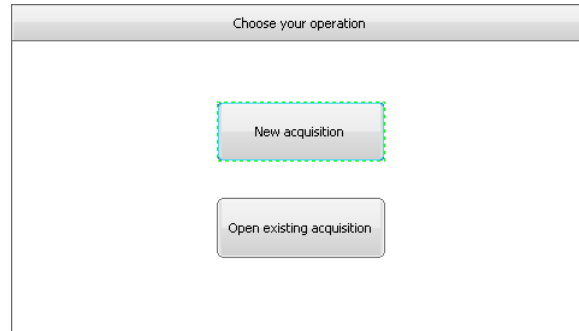 Choose your operation
New acquisition
Open existing acquisition